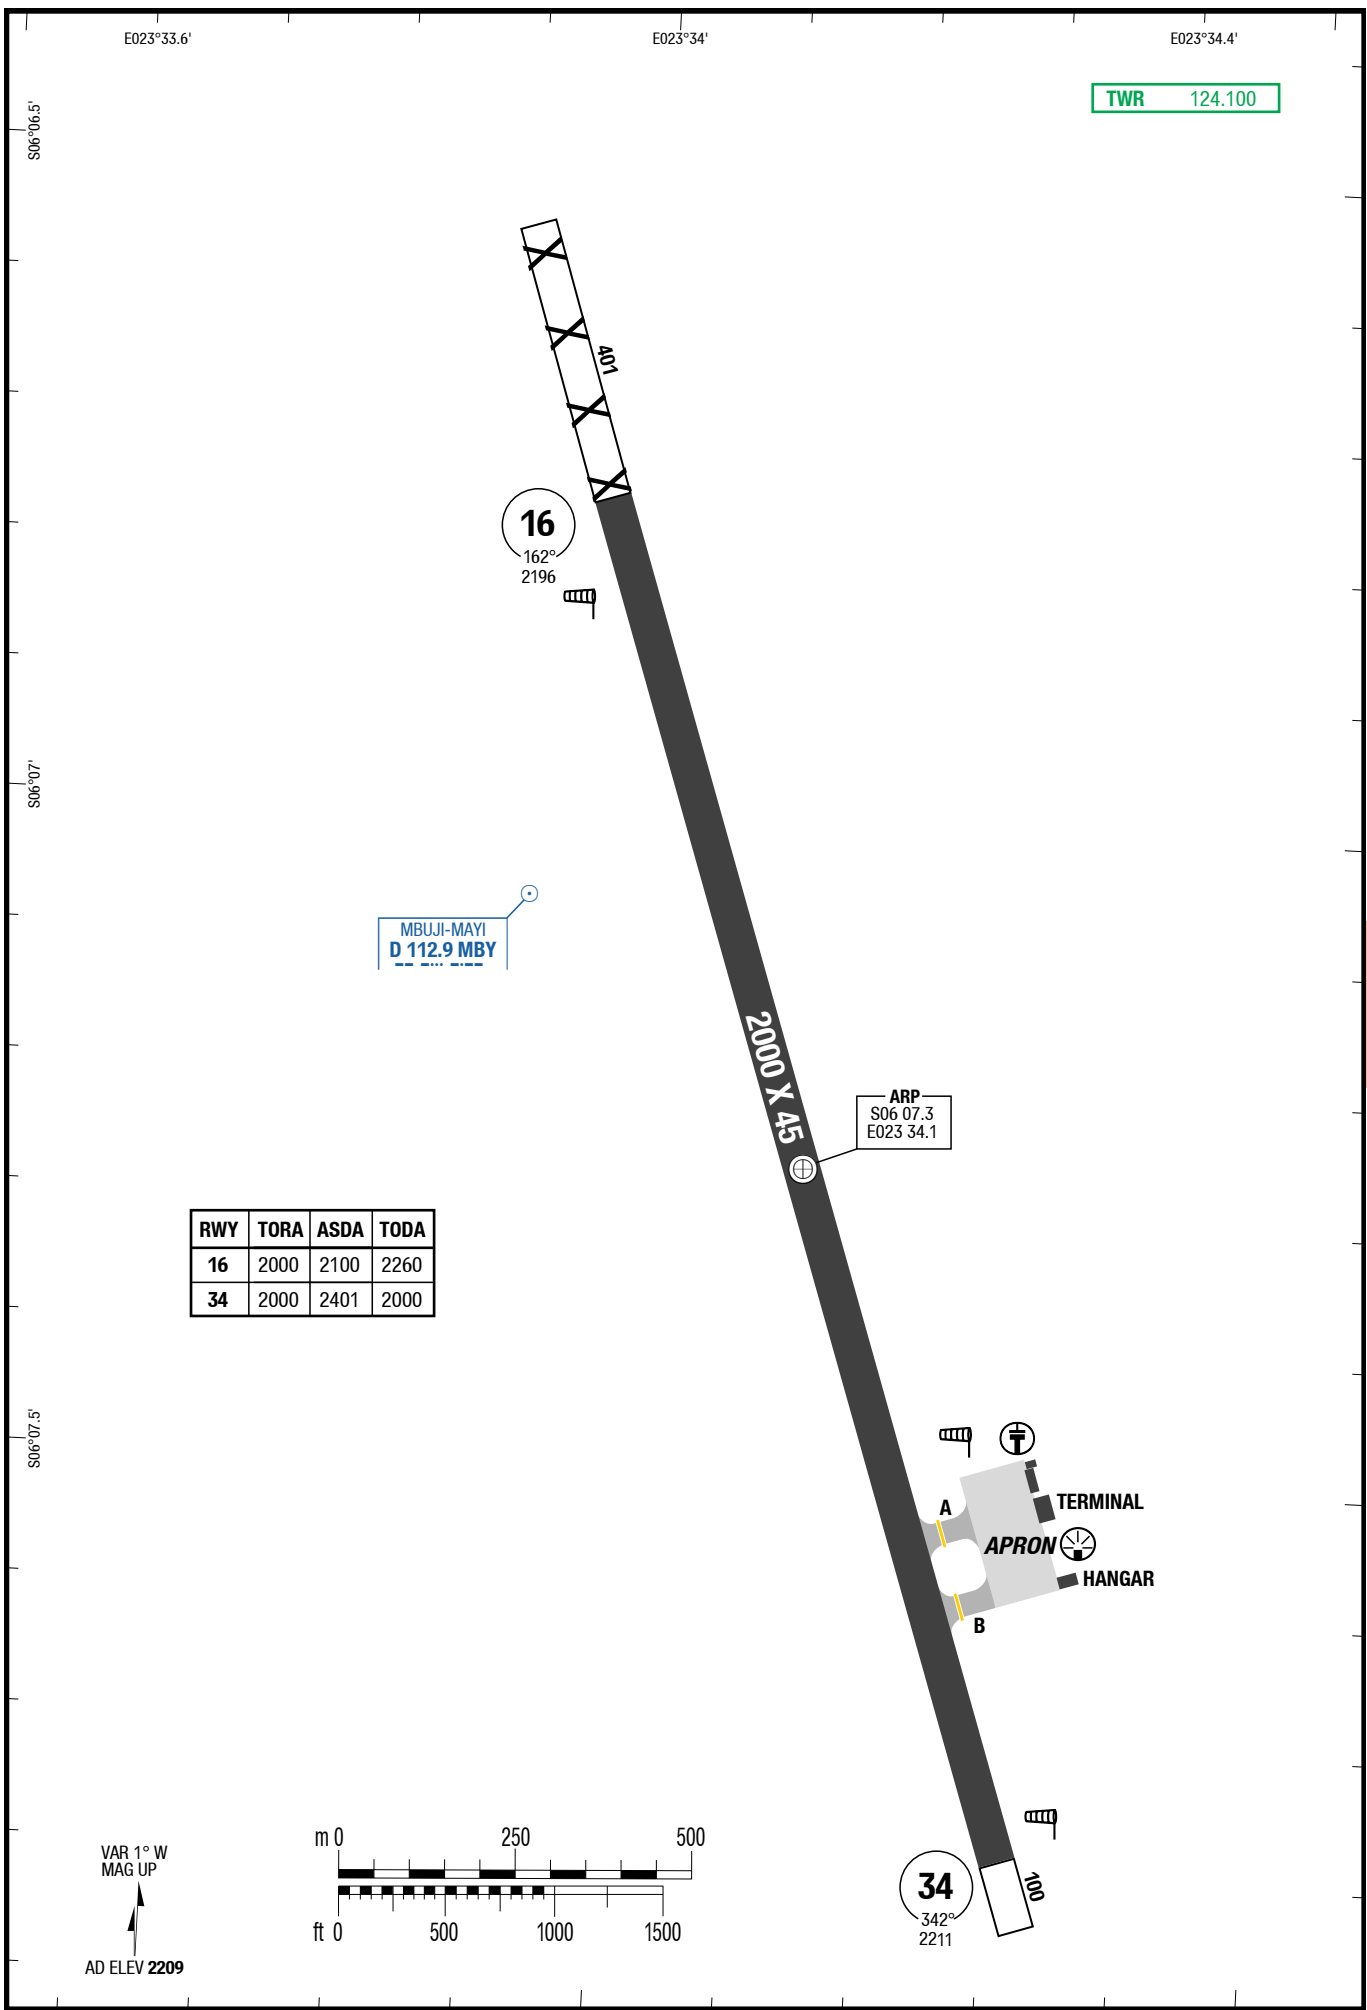 E023°33.6'
E023°34'
E023°34.4'
TWR 124.100
S06°06.5'
401
16
162°
2196
S06°07'
MBUJI-MAYI
D 112.9 MBY
2000 X 45
ARP
S06 07.3
E023 34.1
RWY TORA ASDA TODA
16 2000 2100 2260
34 2000 2401 2000
S06°07.5'
A
TERMINAL
APRON
HANGAR
B
m 0 250 500
ft 0 500 1000 1500
VAR 1° W
MAG UP
AD ELEV 2209
34
342°
2211
100